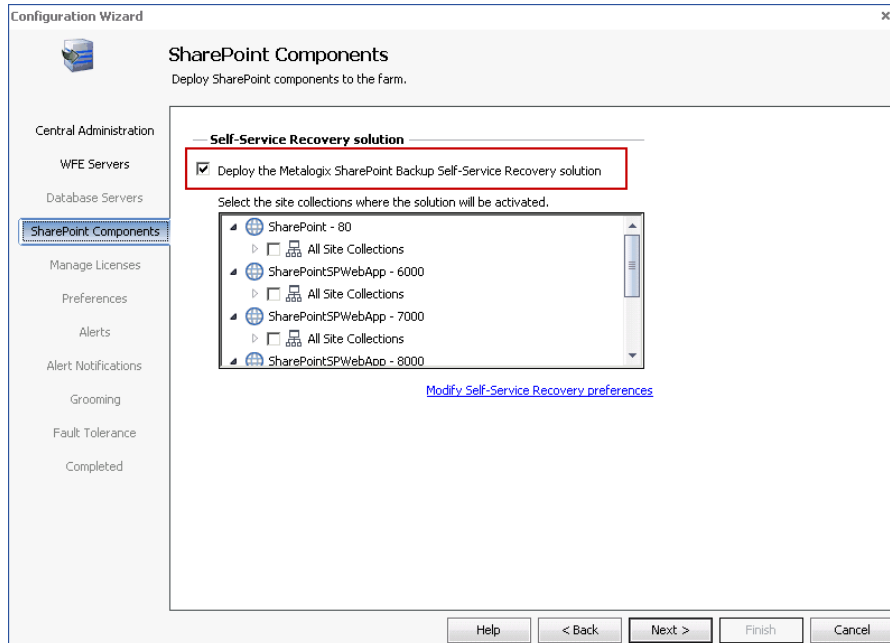 Configuration Wizard
SharePoint Components
Deploy SharePoint components to the farm.
Central Administration
WFE Servers
Database Servers
SharePoint Components
Manage Licenses
Preferences
Alerts
Alert Notifications
Grooming
Fault Tolerance
Completed
Self-Service Recovery solution
Deploy the Metalogix SharePoint Backup Self-Service Recovery solution
Select the site collections where the solution will be activated.
SharePoint - 80
All Site Collections
SharePointSPWebApp - 6000
All Site Collections
SharePointSPWebApp - 7000
All Site Collections
SharePointSPWebApp - 8000
Modify Self-Service Recovery preferences
Help
< Back
Next >
Finish
Cancel